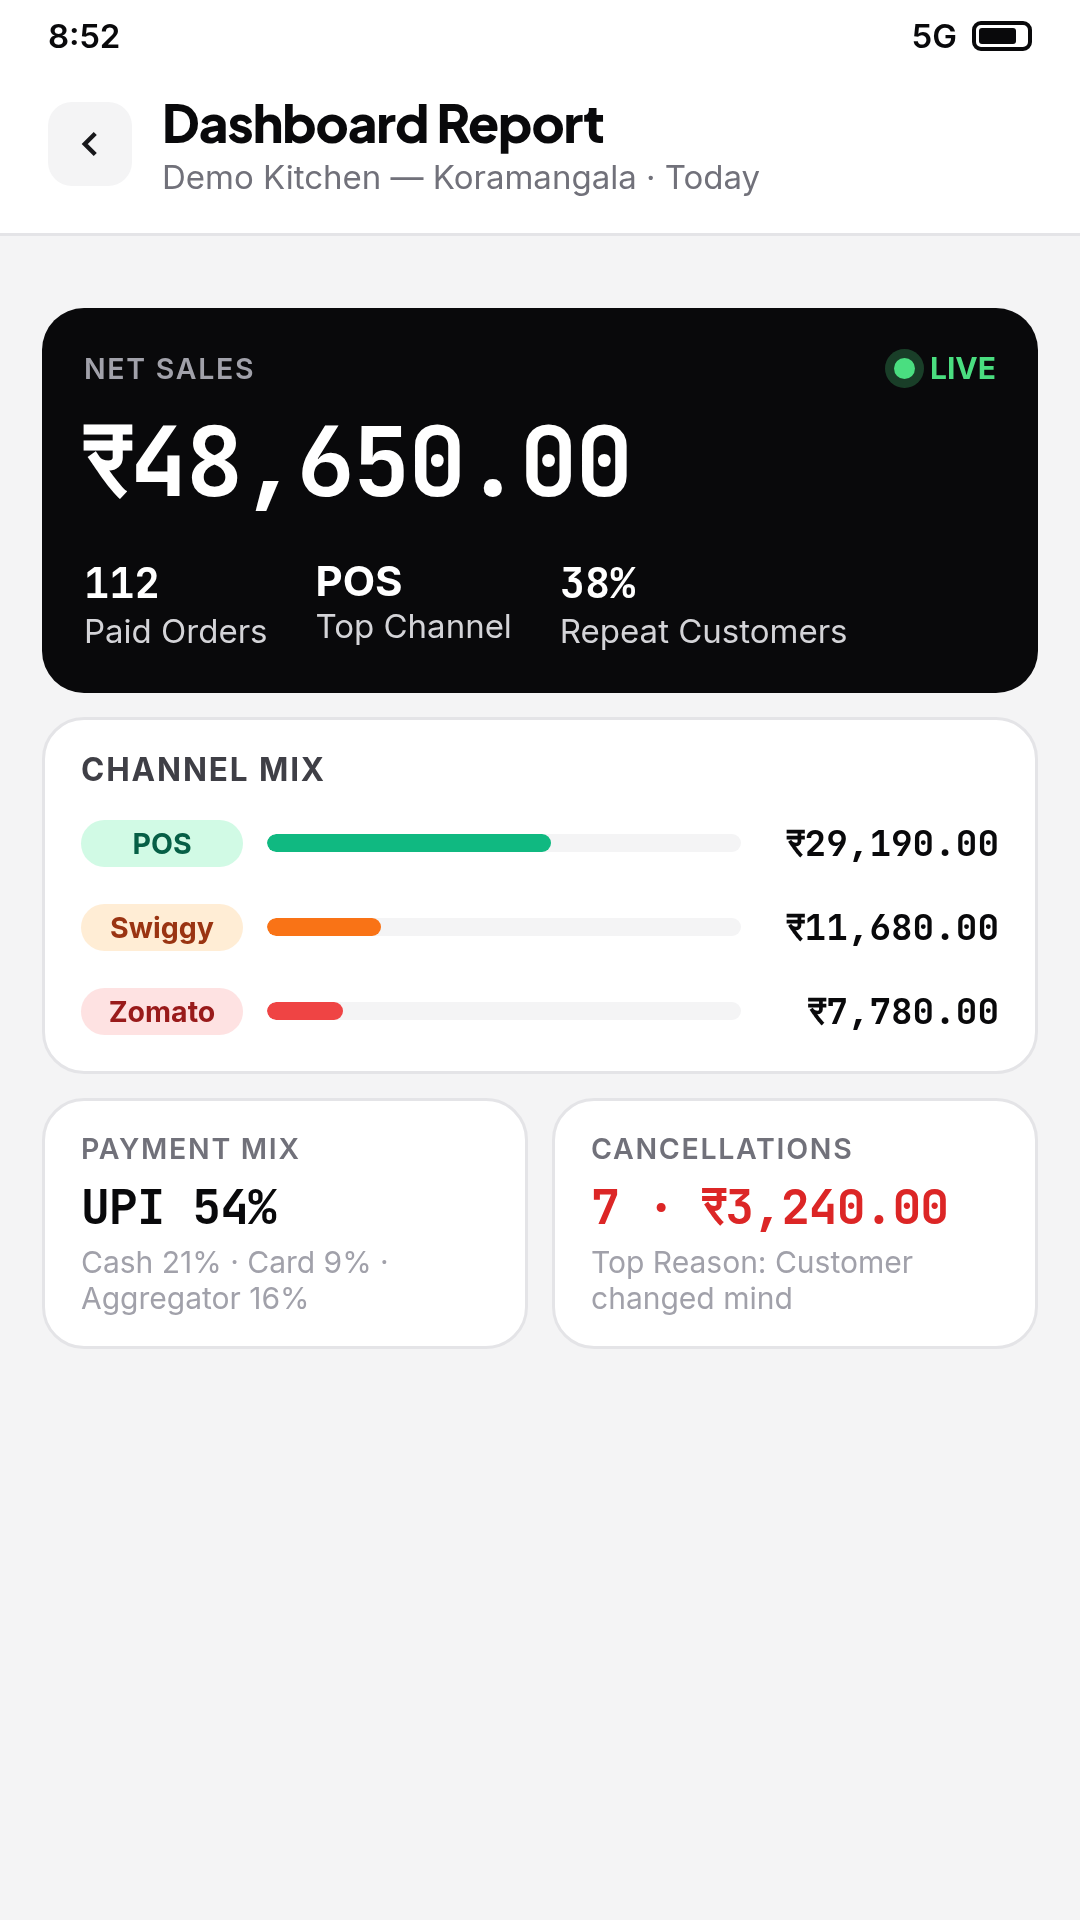 8:52
5G
Dashboard Report
Demo Kitchen — Koramangala · Today
NET SALES
LIVE
₹48,650.00
112
POS
38%
Paid Orders
Top Channel
Repeat Customers
CHANNEL MIX
POS
₹29,190.00
Swiggy
₹11,680.00
Zomato
₹7,780.00
PAYMENT MIX
UPI 54%
Cash 21% · Card 9% ·
Aggregator 16%
CANCELLATIONS
7 · ₹3,240.00
Top Reason: Customer
changed mind